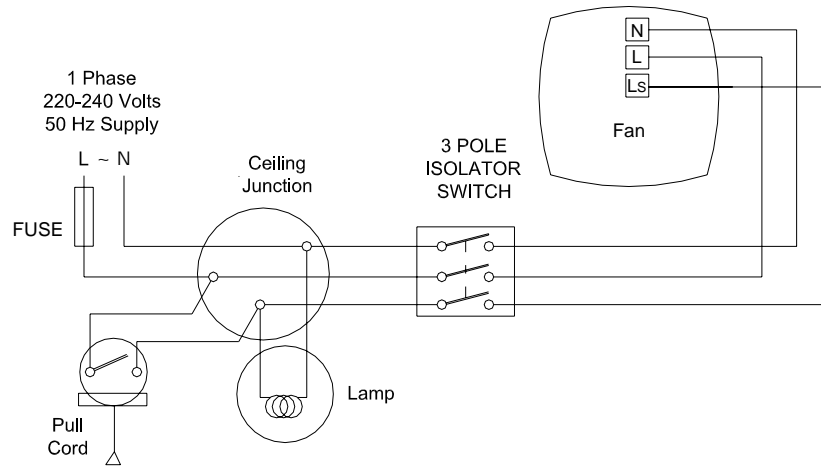 N
L
Ls
Fan
1 Phase
220-240 Volts
50 Hz Supply
L ~ N
FUSE
Ceiling
Junction
3 POLE
ISOLATOR
SWITCH
Lamp
Pull
Cord